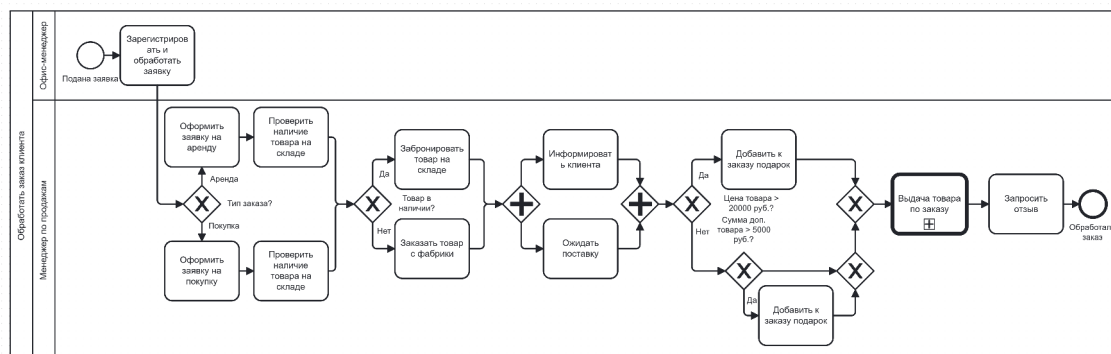 Обработать заказ клиента
Офис-менеджер
Подана заявка
Зарегистриров
ать и
обработать
заявку
Менеджер по продажам
Оформить
заявку на
аренду
Проверить
наличие
товара на
складе
Аренда
Тип заказа?
Покупка
Оформить
заявку на
покупку
Проверить
наличие
товара на
складе
Да
Товар в
наличии?
Нет
Забронировать
товар на
складе
Заказать товар
с фабрики
Информироват
ь клиента
Ожидать
поставку
Да
Нет
Добавить к
заказу подарок
Цена товара >
20000 руб.?
Сумма доп.
товара > 5000
руб.?
Да
Добавить к
заказу подарок
Выдача товара
по заказу
Запросить
отзыв
Обработан
заказ